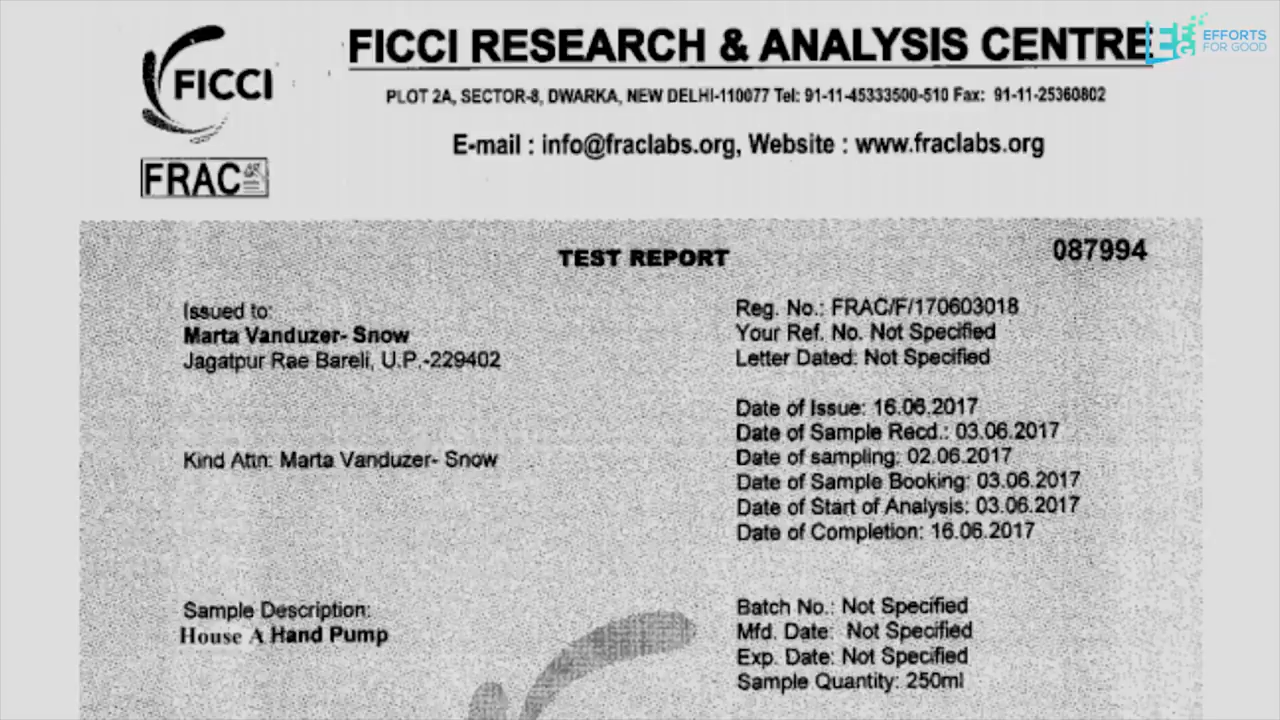 FICCI
FRAC
FICCI RESEARCH & ANALYSIS CENTRE
PLOT 2A, SECTOR-8, DWARKA, NEW DELHI-110077 Tel: 91-11-45333500-510 Fax: 91-11-25360802
E-mail : info@fraclabs.org, Website : www.fraclabs.org
EFG EFFORTS
FOR GOOD
TEST REPORT
087994
Issued to:
Marta Vanduzer- Snow
Jagatpur Rae Bareli, U.P.-229402
Kind Attn: Marta Vanduzer- Snow
Reg. No.: FRAC/F/170603018
Your Ref. No. Not Specified
Letter Dated: Not Specified
Date of Issue: 16.06.2017
Date of Sample Recd.: 03.06.2017
Date of sampling: 02.06.2017
Date of Sample Booking: 03.06.2017
Date of Start of Analysis: 03.06.2017
Date of Completion: 16.06.2017
Sample Description:
House A Hand Pump
Batch No.: Not Specified
Mfd. Date: Not Specified
Exp. Date: Not Specified
Sample Quantity: 250ml